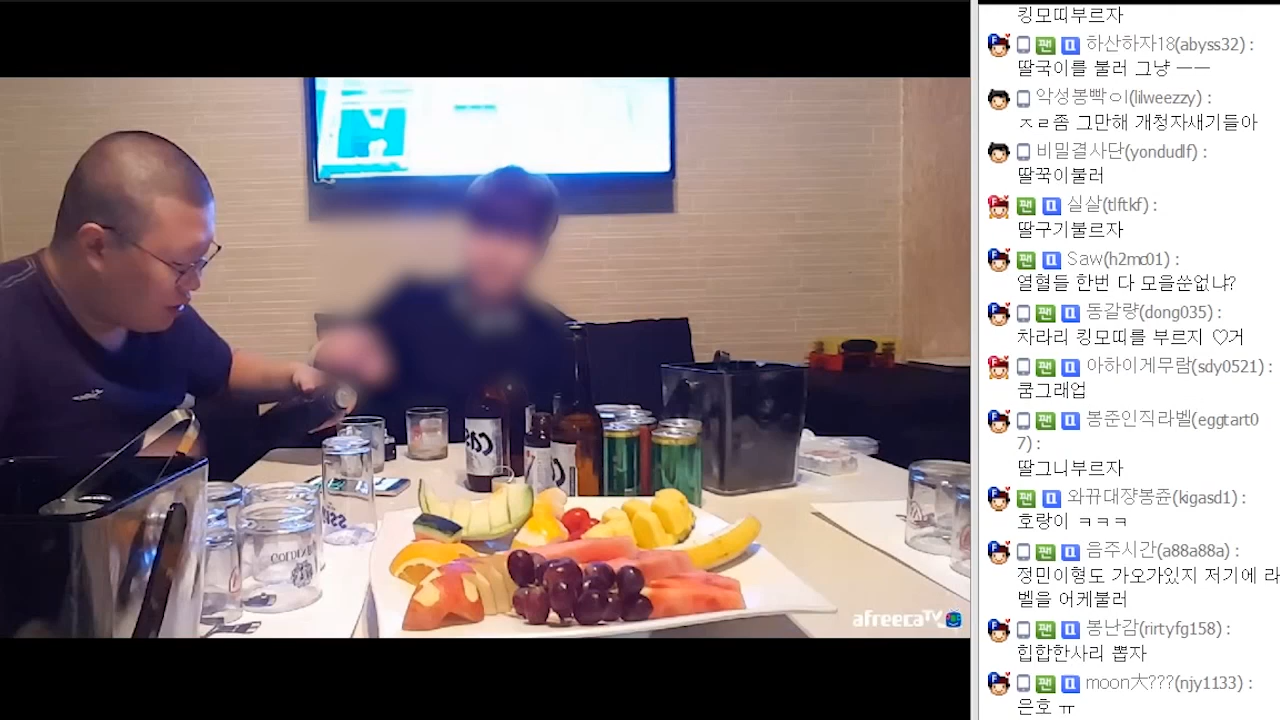 킹모띠부르자
하산하자18(abyss32) :
딸국이를 불러 그냥 ㅡㅡ
악성봉빡ㅇ|(lilweezzy) :
ㅈㄹ좀 그만해 개청자새기들아
비밀결사단(yondudlf) :
딸꾹이불러
실살(tlftkf) :
딸구기불르자
Saw(h2mc01) :
열혈들 한번 다 모을쑨없냐?
동갈량(dong035) :
차라리 킹모띠를 부르지 ♡거
아하이게무람(sdy0521) :
쿰그래업
봉준인직라벨(eggtart0
7) :
딸그니부르자
와뀨대쟝봉쥰(kigasd1) :
호랑이 ㅋㅋㅋ
음주시간(a88a88a) :
정민이형도 가오가있지 저기에 라
벨을 어케불러
봉난감(rirtyfg158) :
힙합한사리 뽑자
moon大???(njy1133) :
은호 ㅠ
afreecaTV